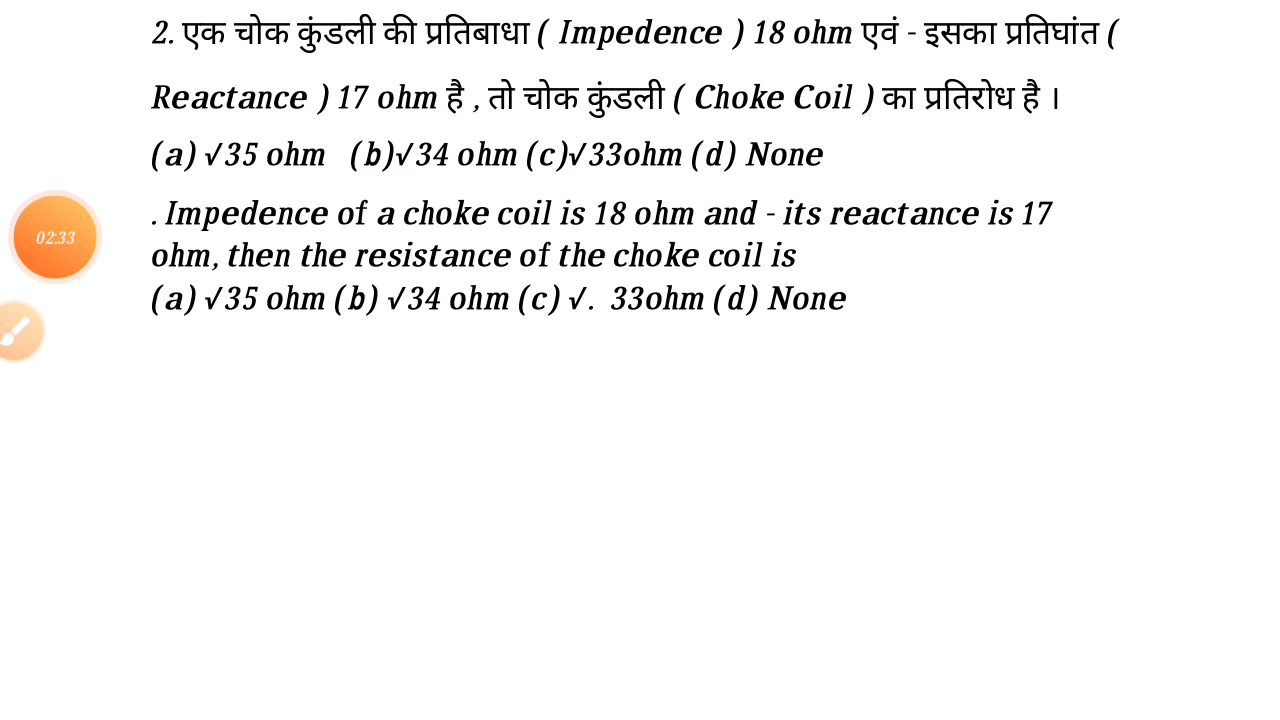 2. एक चोक कुंडली की प्रतिबाधा ( Impedence ) 18 ohm एवं - इसका प्रतिघांत (
Reactance ) 17 ohm है , तो चोक कुंडली ( Choke Coil ) का प्रतिरोध है ।
(a) √35 ohm (b)√34 ohm (c)√33ohm (d) None
. Impedence of a choke coil is 18 ohm and - its reactance is 17
02:33
ohm, then the resistance of the choke coil is
(a) √35 ohm (b) √34 ohm (c) √. 33ohm (d) None